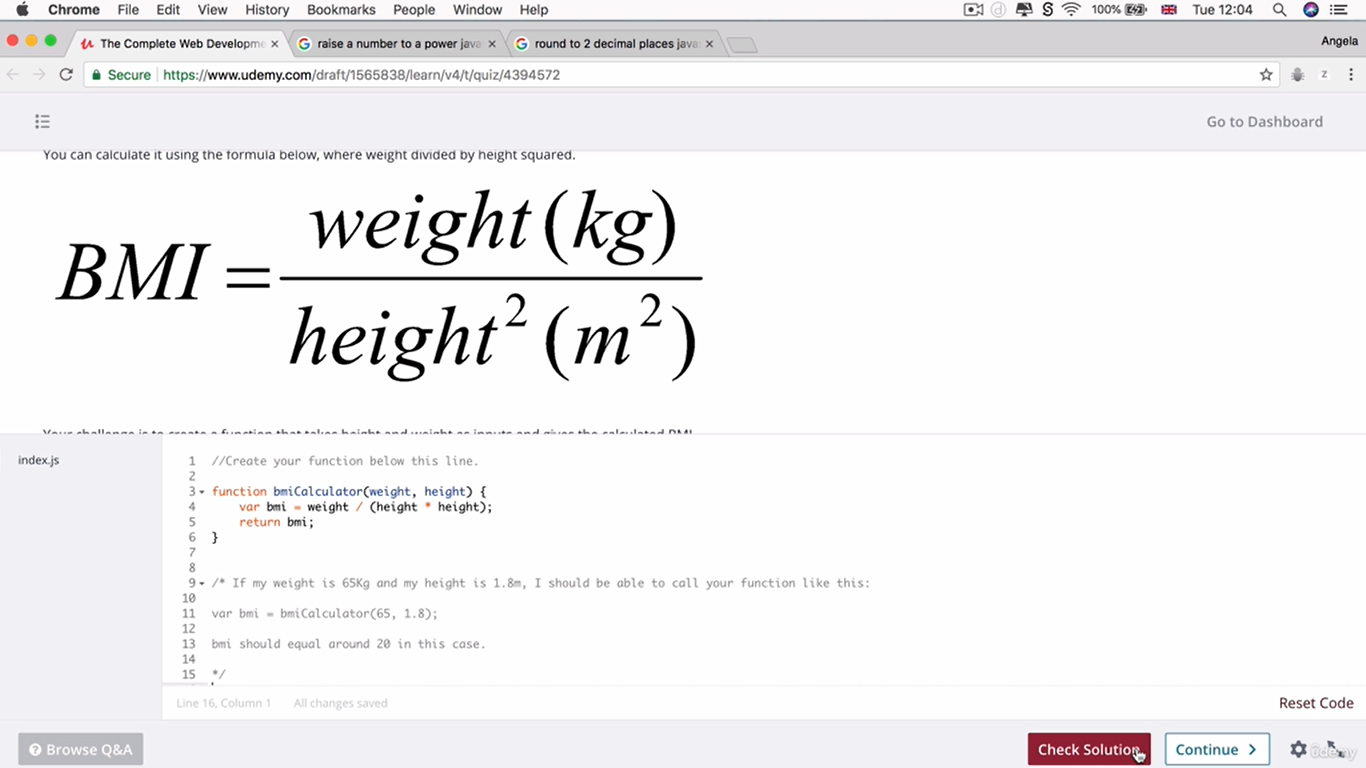 Chrome File Edit View History Bookmarks People Window Help 100% Tue 12:04
The Complete Web Developme × raise a number to a power java × round to 2 decimal places java × Angela
Secure https://www.udemy.com/draft/1565838/learn/v4/t/quiz/4394572
Go to Dashboard
You can calculate it using the formula below, where weight divided by height squared.
BMI = weight (kg)
height² (m²)
Your challenge is to create a function that takes height and weight as inputs and gives the calculated BMI
index.js
1 //Create your function below this line.
2
3 function bmiCalculator(weight, height) {
4 var bmi = weight / (height * height);
5 return bmi;
6 }
7
8
9 /* If my weight is 65Kg and my height is 1.8m, I should be able to call your function like this:
10
11 var bmi = bmiCalculator(65, 1.8);
12
13 bmi should equal around 20 in this case.
14
15 */
Line 16, Column 1 All changes saved Reset Code
? Browse Q&A Check Solution Continue udemy